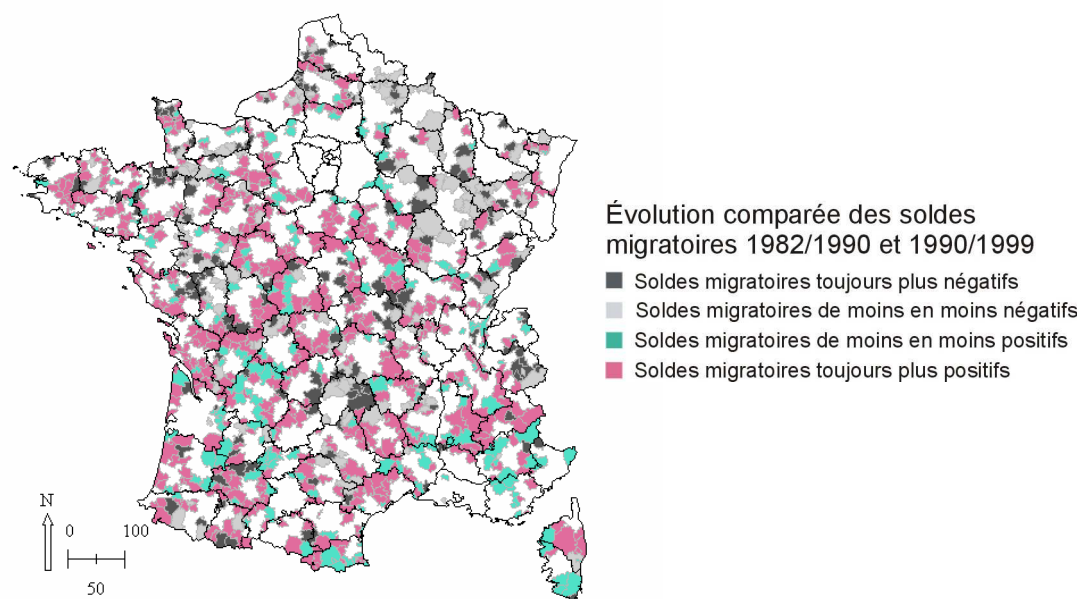 Évolution comparée des soldes
migratoires 1982/1990 et 1990/1999
Soldes migratoires toujours plus négatifs
Soldes migratoires de moins en moins négatifs
Soldes migratoires de moins en moins positifs
Soldes migratoires toujours plus positifs
N
0 100
50